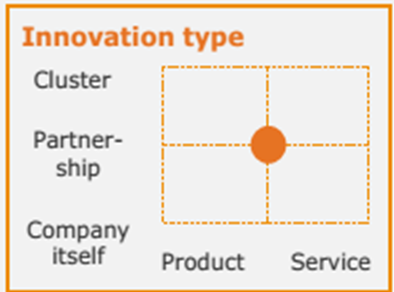 Innovation type
Cluster
Partner-
ship
Company
itself
Product Service